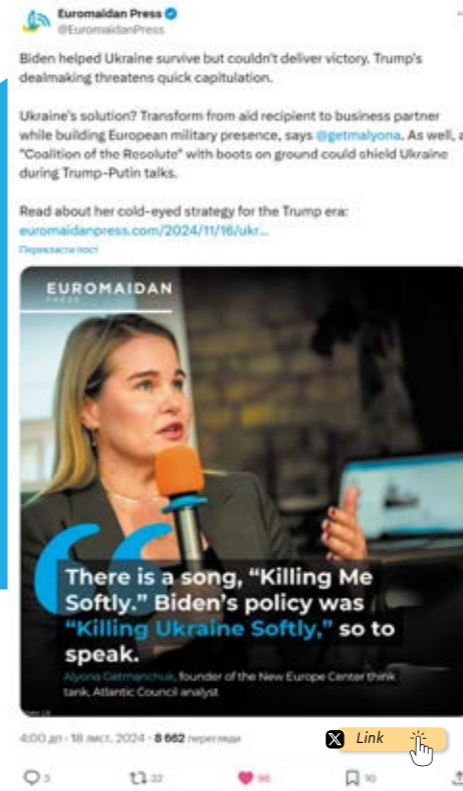 Euromaidan Press
@EuromaidanPress
Biden helped Ukraine survive but couldn't deliver victory. Trump's
dealmaking threatens quick capitulation.
Ukraine's solution? Transform from aid recipient to business partner
while building European military presence, says @getmalyona. As well, a
"Coalition of the Resolute" with boots on ground could shield Ukraine
during Trump-Putin talks.
Read about her cold-eyed strategy for the Trump era:
euromaidanpress.com/2024/11/16/ukr...
Перекласти пост
EUROMAIDAN
PRESS
There is a song, “Killing Me
Softly.” Biden’s policy was
“Killing Ukraine Softly,” so to
speak.
Alyona Getmanchuk, founder of the New Europe Center think
tank, Atlantic Council analyst
4:00 дп · 18 лист. 2024 · 8 662 перегляди
Link
3
32
98
10